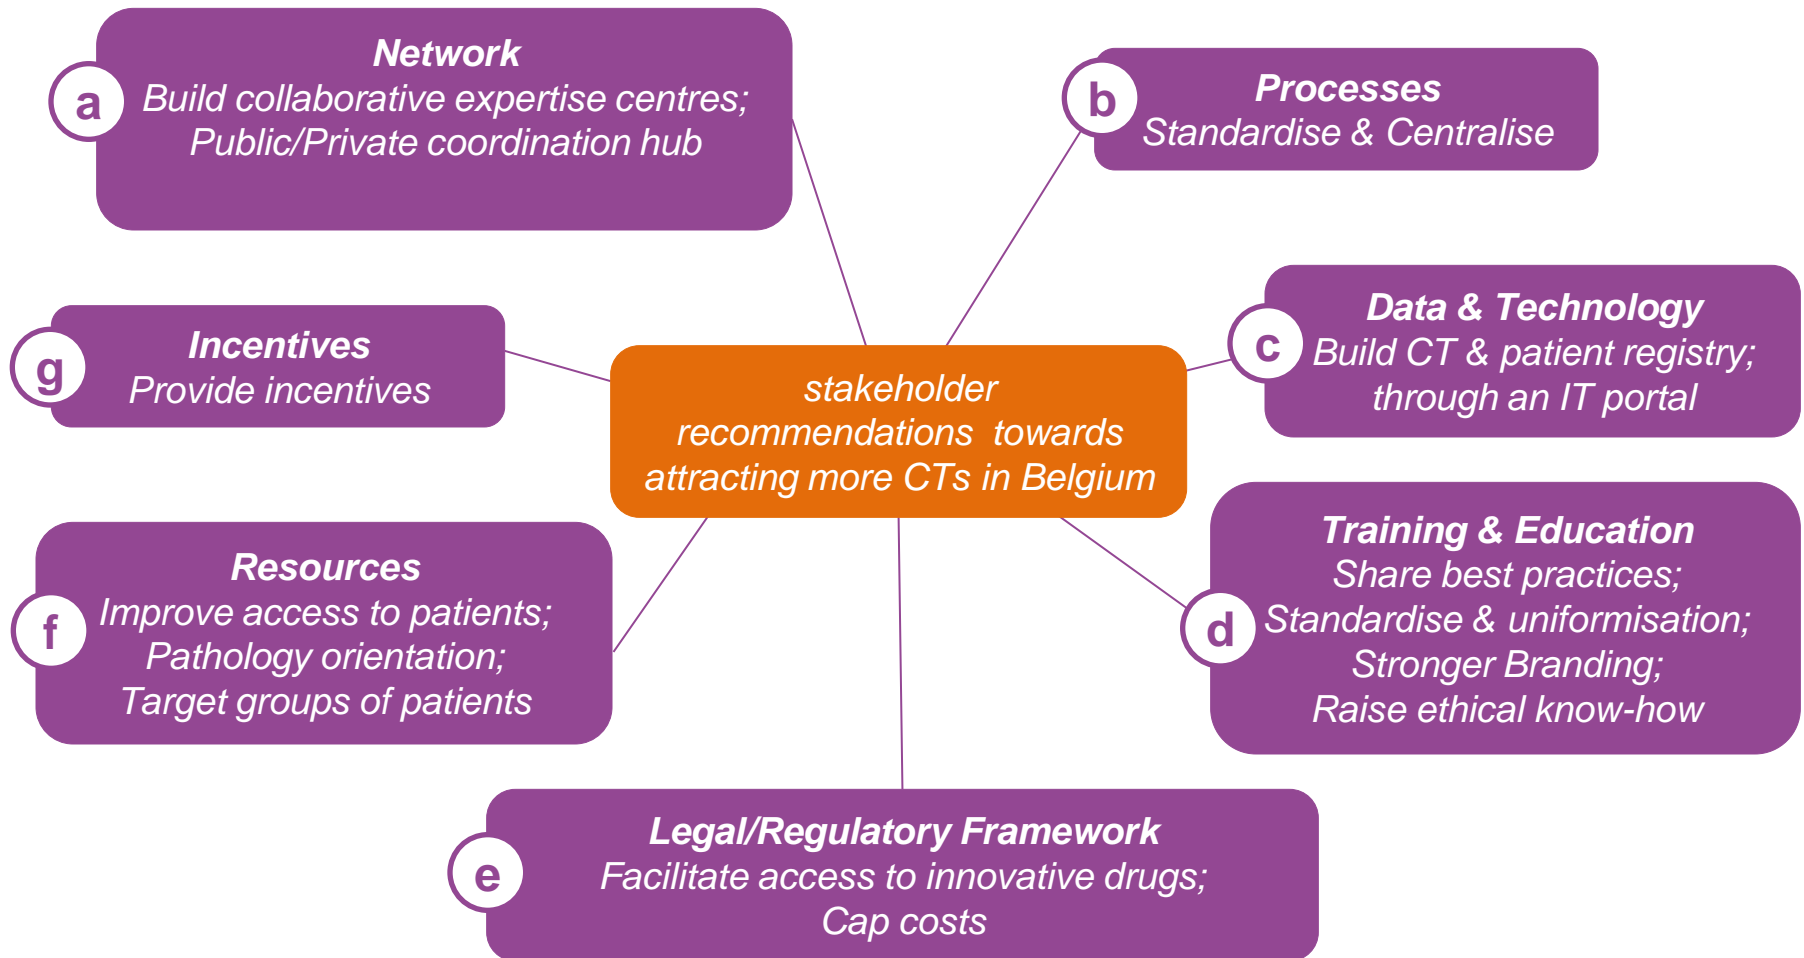 a
Network
Build collaborative expertise centres;
Public/Private coordination hub
b
Processes
Standardise & Centralise
c
Data & Technology
Build CT & patient registry;
through an IT portal
g
Incentives
Provide incentives
stakeholder
recommendations towards
attracting more CTs in Belgium
d
Training & Education
Share best practices;
Standardise & uniformisation;
Stronger Branding;
Raise ethical know-how
f
Resources
Improve access to patients;
Pathology orientation;
Target groups of patients
e
Legal/Regulatory Framework
Facilitate access to innovative drugs;
Cap costs